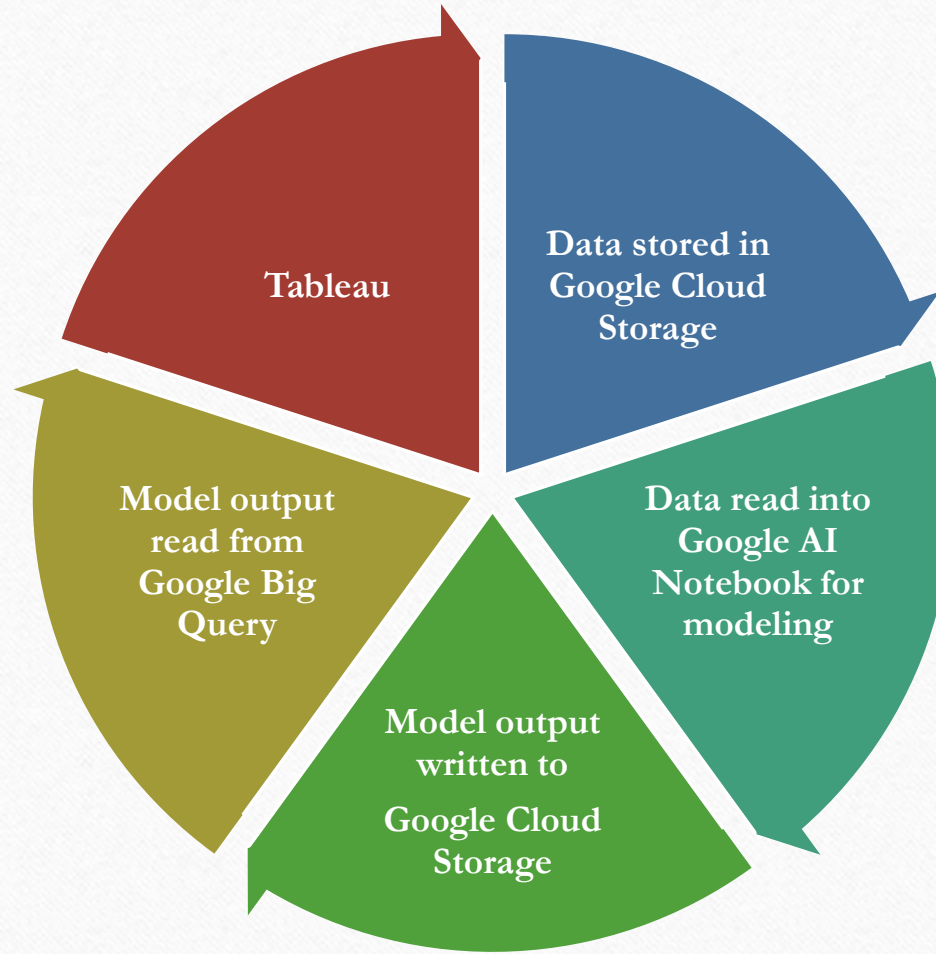 Tableau
Data stored in
Google Cloud
Storage
Data read into
Google AI
Notebook for
modeling
Model output
written to
Google Cloud
Storage
Model output
read from
Google Big
Query